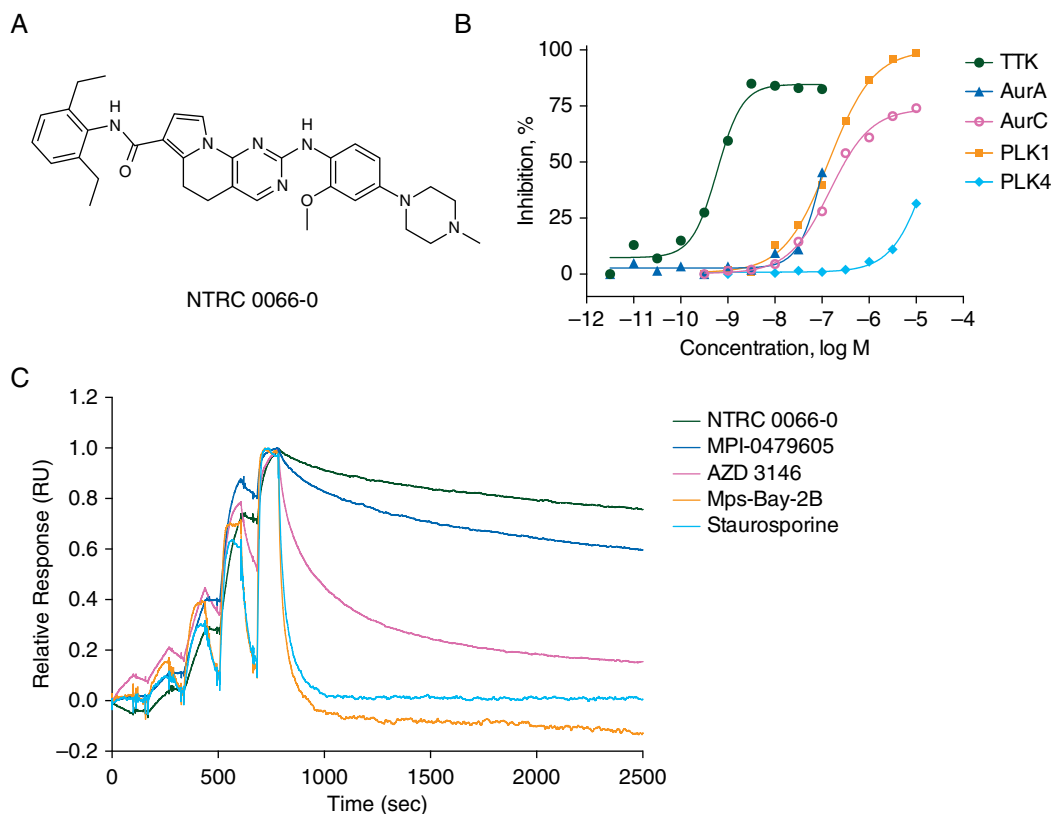 A
H
N
O
N
N
N
H
N
O
N
N
NTRC 0066-0
B
100
75
50
25
0
Inhibition, %
−12 −11 −10 −9 −8 −7 −6 −5 −4
Concentration, log M
TTK
AurA
AurC
PLK1
PLK4
C
1.2
1.0
0.8
0.6
0.4
0.2
0.0
−0.2
Relative Response (RU)
0 500 1000 1500 2000 2500
Time (sec)
NTRC 0066-0
MPI-0479605
AZD 3146
Mps-Bay-2B
Staurosporine